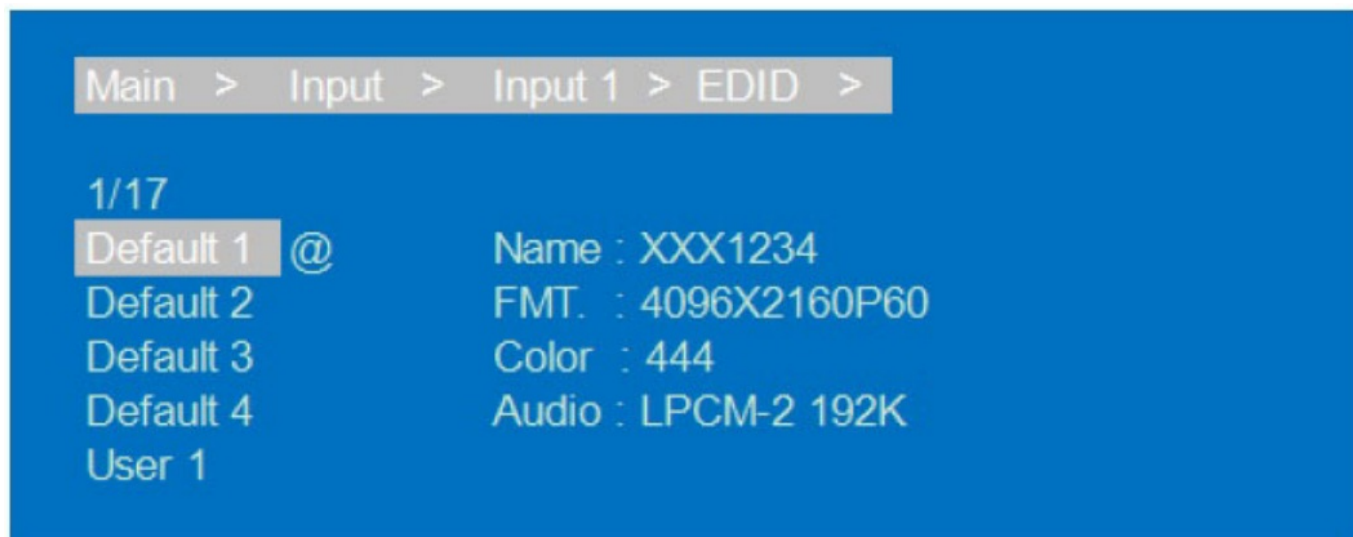 Main > Input > Input 1 > EDID >
1/17
Default 1 @ Name : XXX1234
Default 2 FMT. : 4096X2160P60
Default 3 Color : 444
Default 4 Audio : LPCM-2 192K
User 1